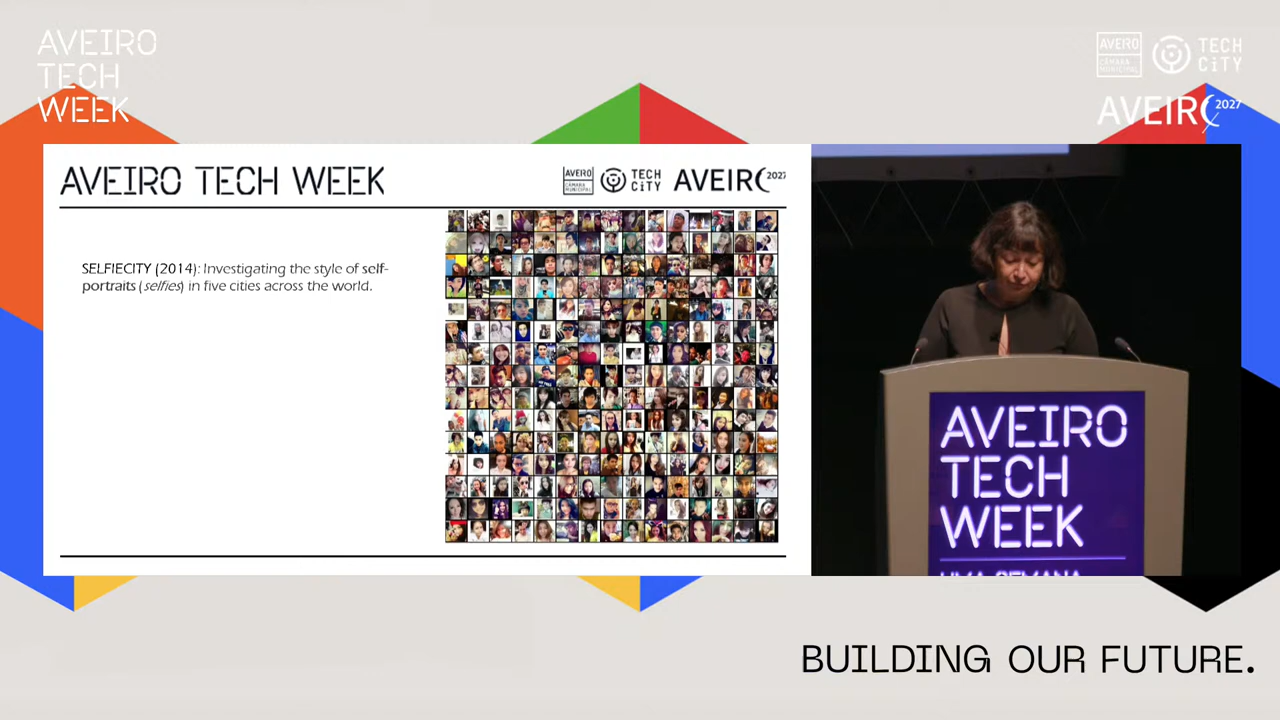 AVEIRO
TECH
WEEK
AVEIRO
CÂMARA
MUNICIPAL
TECH
CiTY
AVEIRO 2027
AVEIRO TECH WEEK
AVEIRO
CÂMARA
MUNICIPAL
TECH
CiTY
AVEIRO 2027
SELFIECITY (2014): Investigating the style of self-
portraits (selfies) in five cities across the world.
AVEIRO
TECH
WEEK
UMA SEMANA
BUILDING OUR FUTURE.